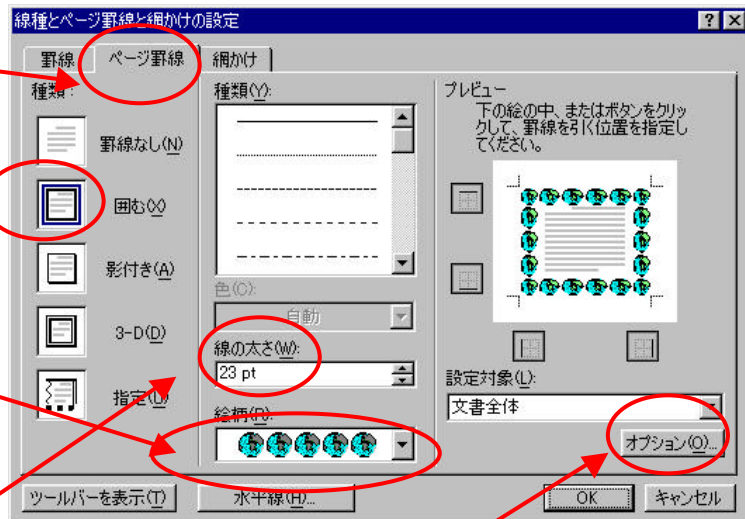 線種とページ罫線と網かけの設定
罫線
ページ罫線
網かけ
種類:
罫線なし(N)
囲む(X)
影付き(A)
3-D(D)
指定(U)
種類(Y):
色(C):
自動
線の太さ(W):
23 pt
絵柄(R):
プレビュー
下の絵の中、またはボタンをクリッ
クして、罫線を引く位置を指定し
てください。
設定対象(L):
文書全体
オプション(O)...
ツールバーを表示(T)
水平線(H)...
OK
キャンセル